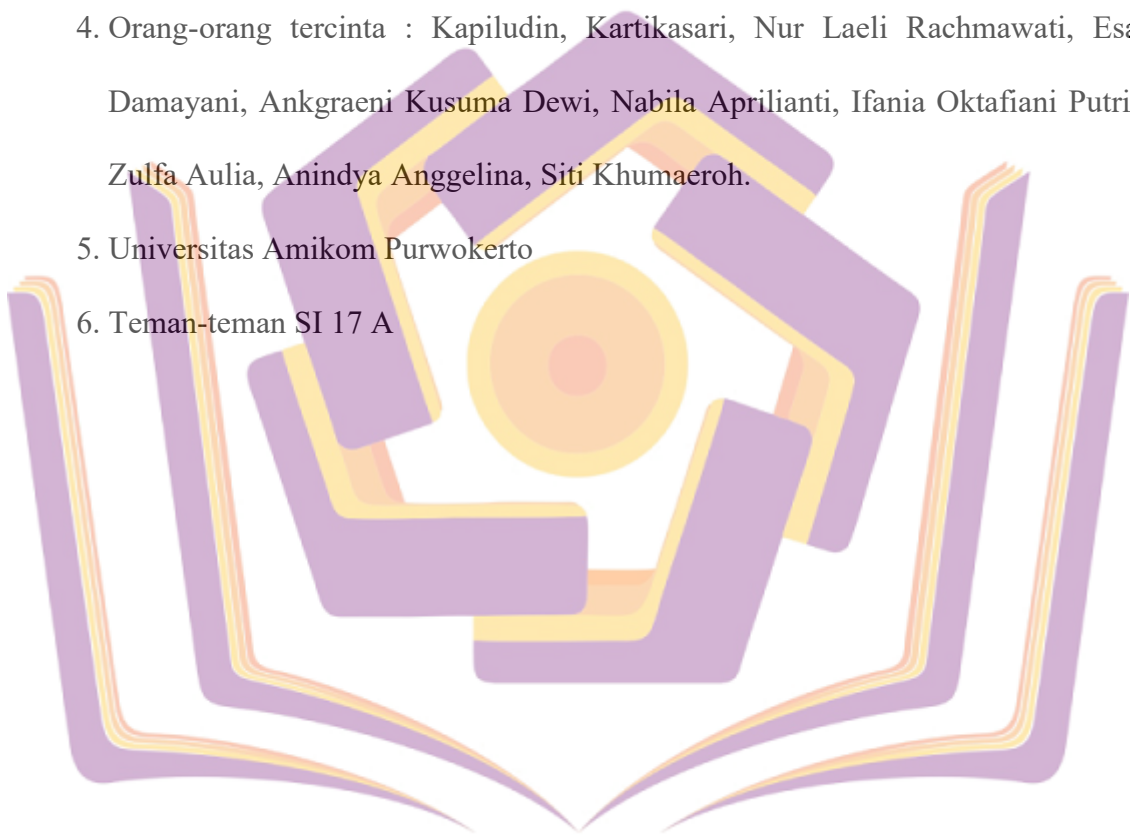 4. Orang-orang tercinta : Kapiludin, Kartikasari, Nur Laeli Rachmawati, Esa
Damayani, Ankgraeni Kusuma Dewi, Nabila Aprilianti, Ifania Oktafiani Putri
Zulfa Aulia, Anindya Anggelina, Siti Khumaeroh.
5. Universitas Amikom Purwokerto
6. Teman-teman SI 17 A